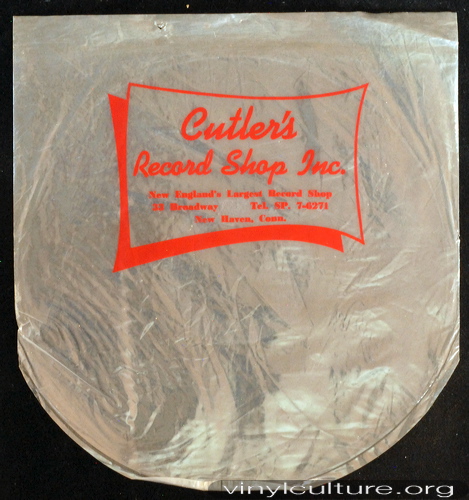 Cutler's
Record Shop Inc.
New England's Largest Record Shop
58 Broadway Tel. SP. 7-6271
New Haven, Conn.
vinylculture.org